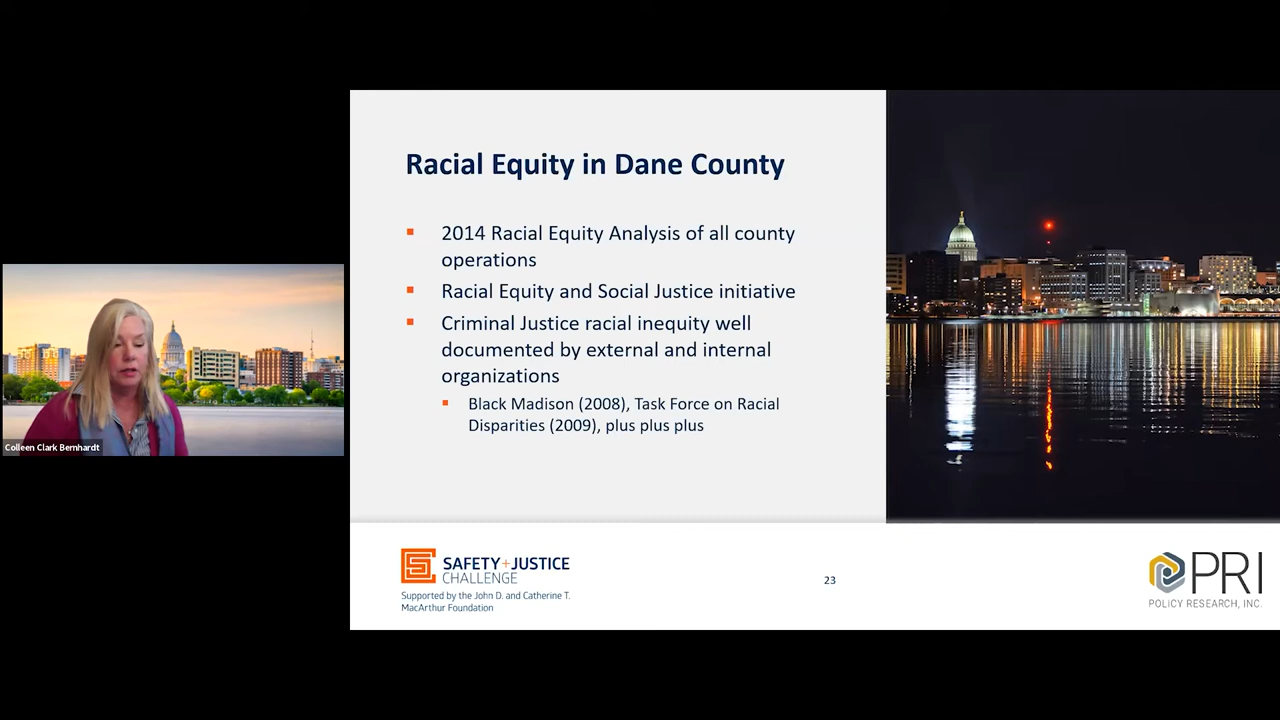 Racial Equity in Dane County
2014 Racial Equity Analysis of all county
operations
Racial Equity and Social Justice initiative
Criminal Justice racial inequity well
documented by external and internal
organizations
Black Madison (2008), Task Force on Racial
Disparities (2009), plus plus plus
Colleen Clark Bernhardt
SAFETY+JUSTICE
CHALLENGE
Supported by the John D. and Catherine T.
MacArthur Foundation
23
PRI
POLICY RESEARCH, INC.